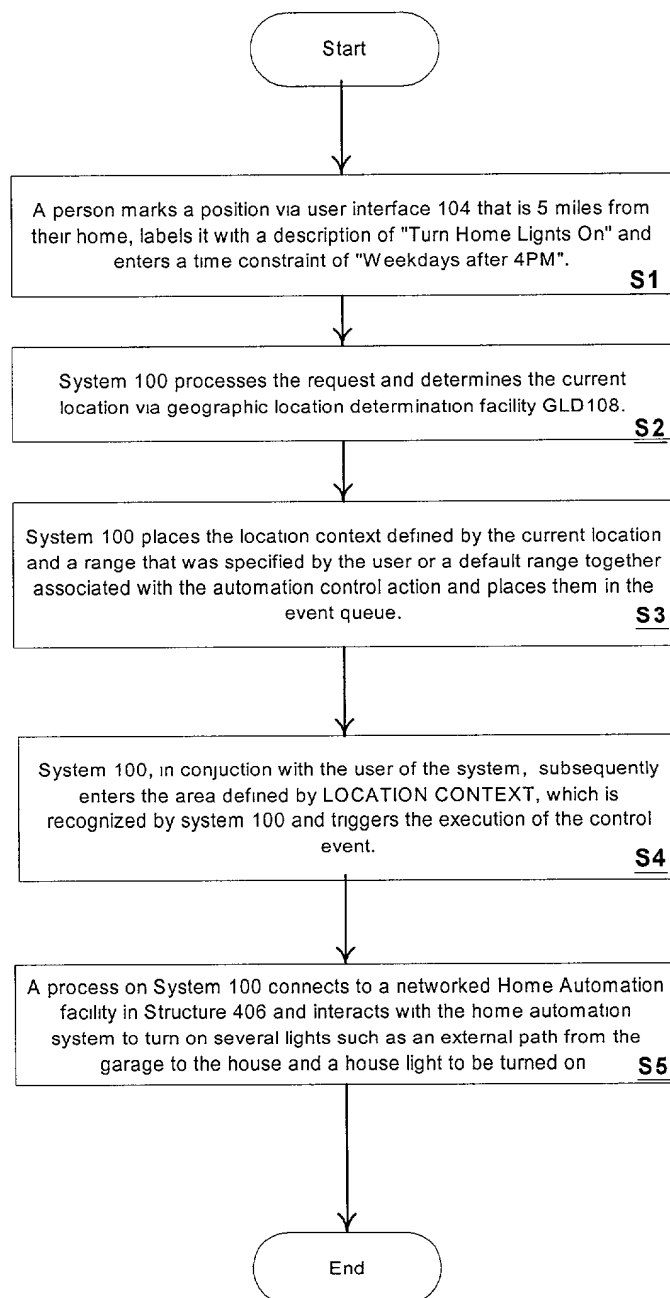 Start
A person marks a position via user interface 104 that is 5 miles from
their home, labels it with a description of "Turn Home Lignts On" and
enters a time constraint of "Weekdays after 4PM".
S1
System 100 processes the request and determines the current
location via geographic location determination facility GLD108.
S2
System 100 places the location context defined by the current location
and a range that was specified by the user or a default range together
associated with the automation control action and places them in the
event queue.
S3
System 100, in conjuction with the user of the system, subsequently
enters the area defined by LOCATION CONTEXT, which is
recognized by system 100 and triggers the execution of the control
event.
S4
A process on System 100 connects to a networked Home Automation
facility in Structure 406 and interacts with the home automation
system to turn on several lights such as an external path from the
garage to the house and a house light to be turned on
S5
End